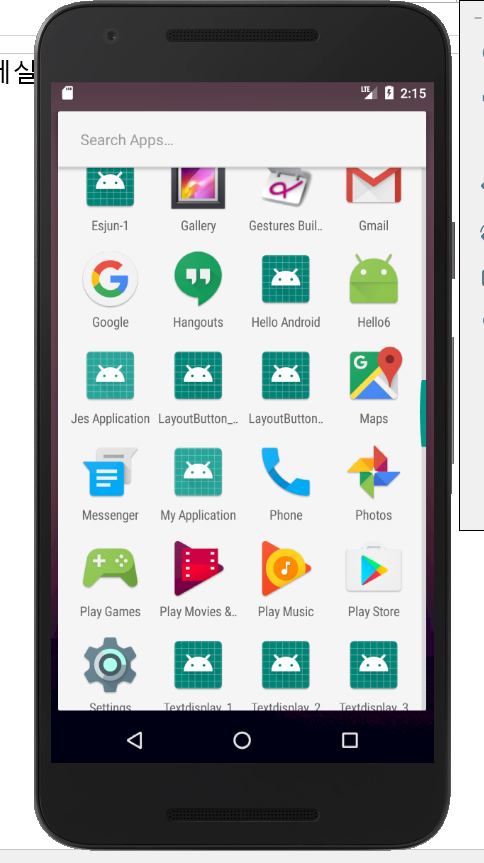 에실
LTE 2:15
Search Apps...
Esjun-1 Gallery Gestures Buil.. Gmail
Google Hangouts Hello Android Hello6
Jes Application LayoutButton_.. LayoutButton.. Maps
Messenger My Application Phone Photos
Play Games Play Movies &.. Play Music Play Store
Settings Textdisplay_1 Textdisplay_2 Textdisplay_3